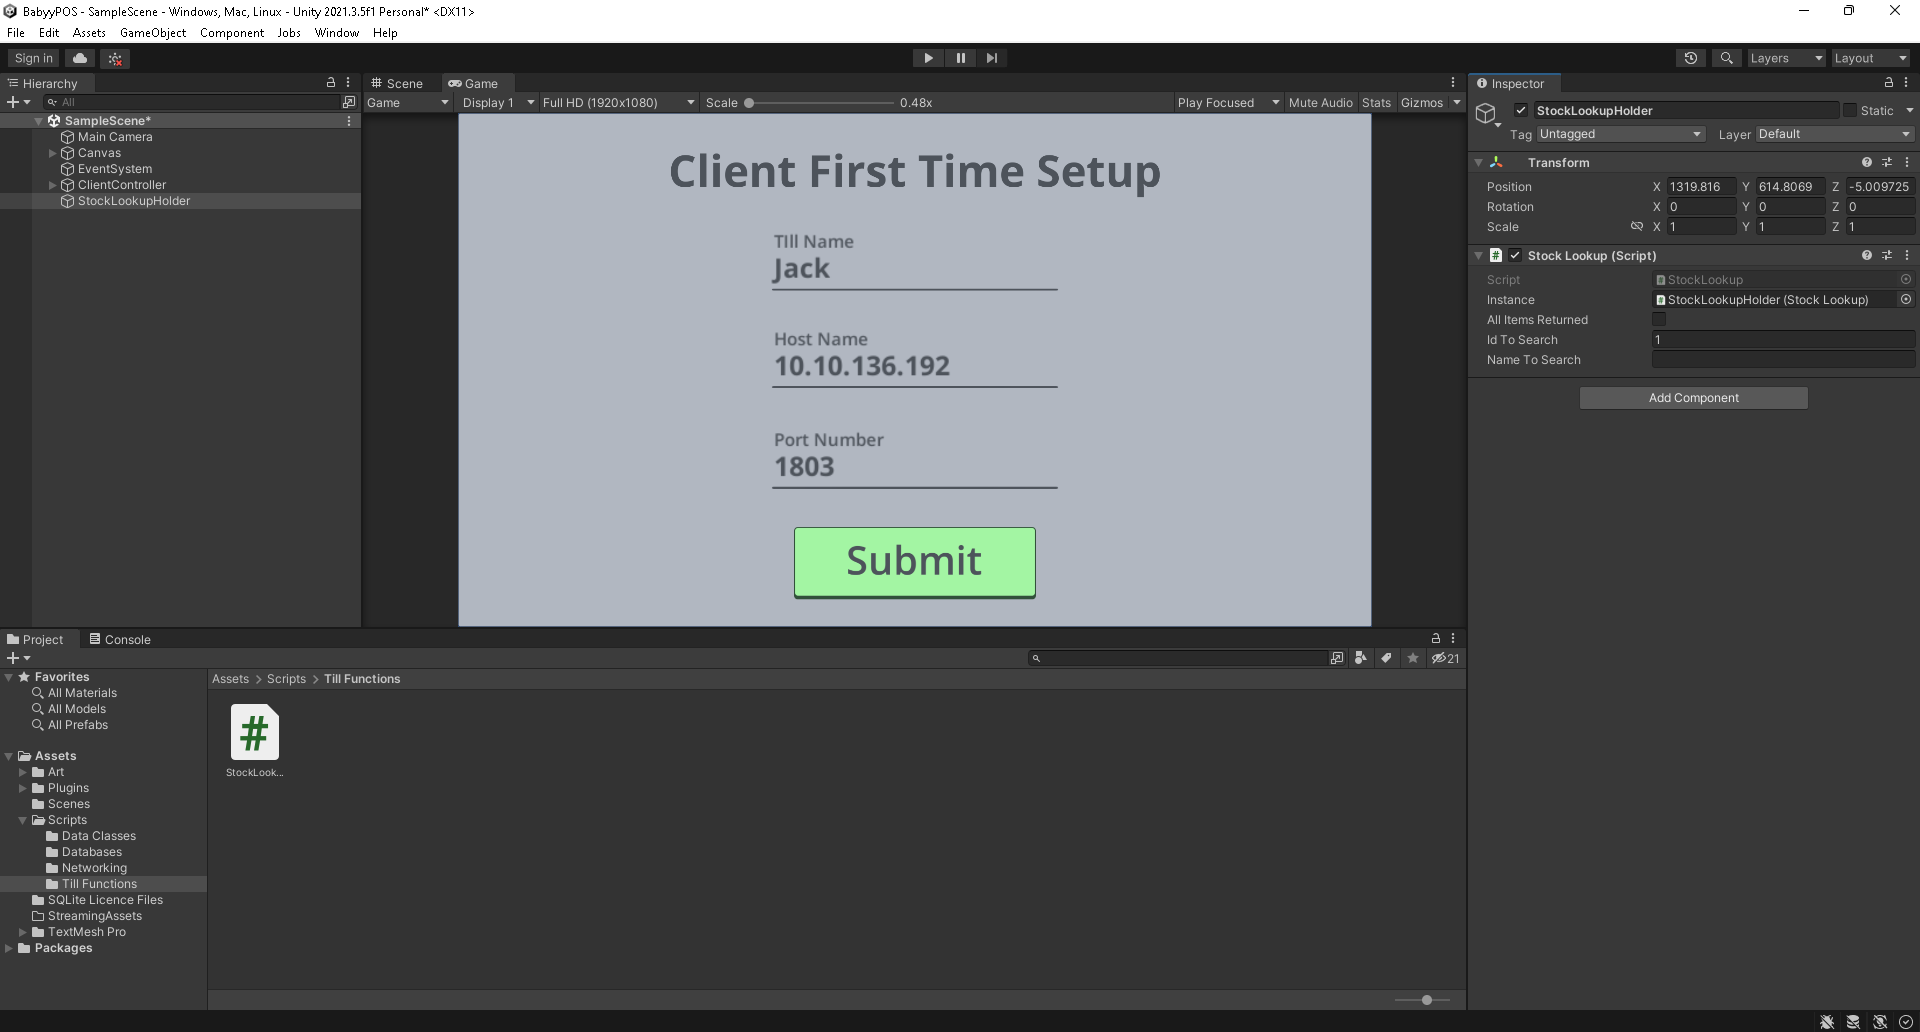 BabyyPOS - SampleScene - Windows, Mac, Linux - Unity 2021.3.5f1 Personal* <DX11>
File Edit Assets GameObject Component Jobs Window Help
Sign in
Layers
Layout
Hierarchy
All
SampleScene*
Main Camera
Canvas
EventSystem
ClientController
StockLookupHolder
Scene Game
Game Display 1 Full HD (1920x1080) Scale 0.48x Play Focused Mute Audio Stats Gizmos
Client First Time Setup
TIll Name
Jack
Host Name
10.10.136.192
Port Number
1803
Submit
Inspector
StockLookupHolder Static
Tag Untagged Layer Default
Transform
Position X 1319.816 Y 614.8069 Z -5.009725
Rotation X 0 Y 0 Z 0
Scale X 1 Y 1 Z 1
# Stock Lookup (Script)
Script # StockLookup
Instance # StockLookupHolder (Stock Lookup)
All Items Returned
Id To Search 1
Name To Search
Add Component
Project Console
21
Favorites
All Materials
All Models
All Prefabs
Assets
Art
Plugins
Scenes
Scripts
Data Classes
Databases
Networking
Till Functions
SQLite Licence Files
StreamingAssets
TextMesh Pro
Packages
Assets > Scripts > Till Functions
#
StockLook...